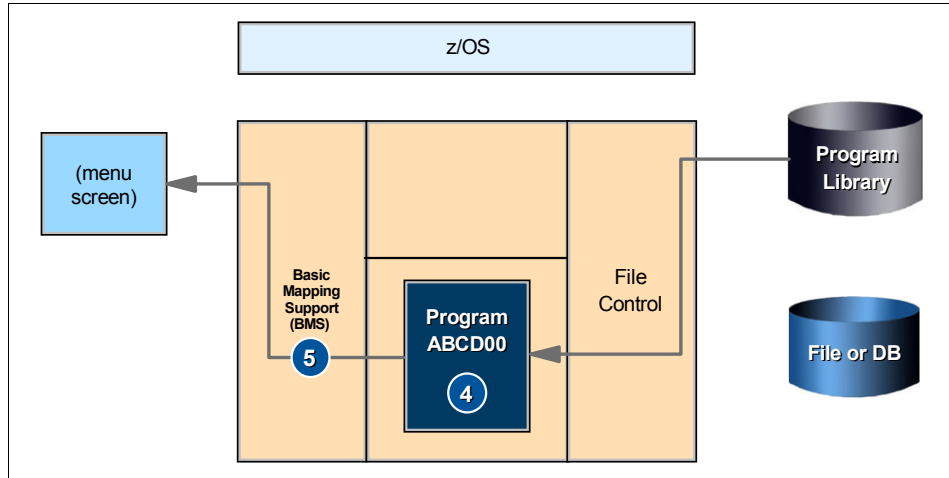 z/OS
(menu
screen)
Program
Library
Basic
Mapping
Support
(BMS)
5
Program
ABCD00
4
File
Control
File or DB